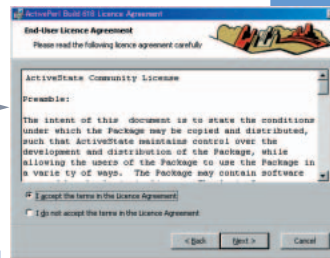 ActivePerl Build 618 Licence Agreement
End-User Licence Agreement
Please read the following licence agreement carefully
ActiveState Community License
Preamble:
The intent of this document is to state the conditions
under which the Package may be copied and distributed,
such that ActiveState maintains control over the
development and distribution of the Package, while
allowing the users of the Package to use the Package in
a varie ty of ways. The Package may contain software
I accept the terms in the Licence Agreement
I do not accept the terms in the Licence Agreement
< Back Next > Cancel